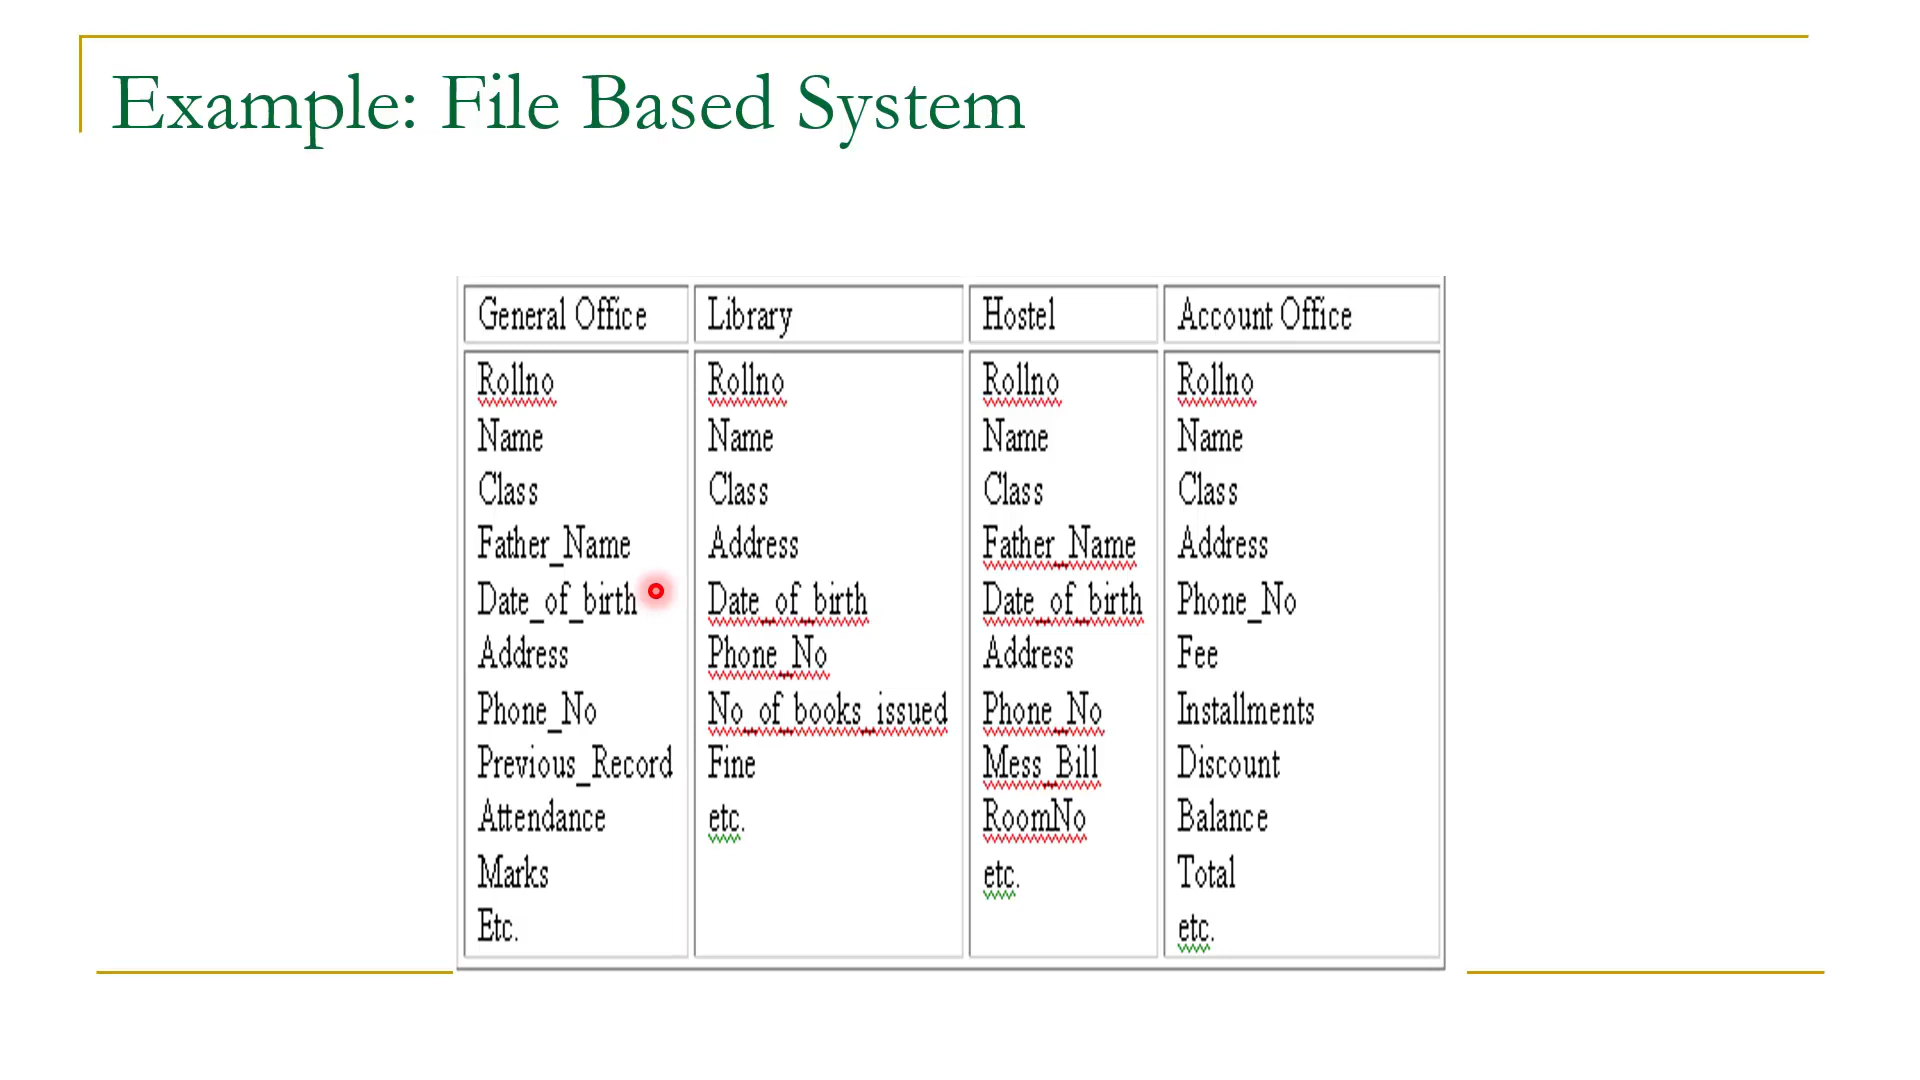 Example: File Based System
General Office
Library
Hostel
Account Office
Rollno
Name
Class
Father_Name
Date_of_birth
Address
Phone_No
Previous_Record
Attendance
Marks
Etc.
Rollno
Name
Class
Address
Date_of_birth
Phone_No
No_of_books_issued
Fine
etc.
Rollno
Name
Class
Father_Name
Date_of_birth
Address
Phone_No
Mess_Bill
RoomNo
etc.
Rollno
Name
Class
Address
Phone_No
Fee
Installments
Discount
Balance
Total
etc.